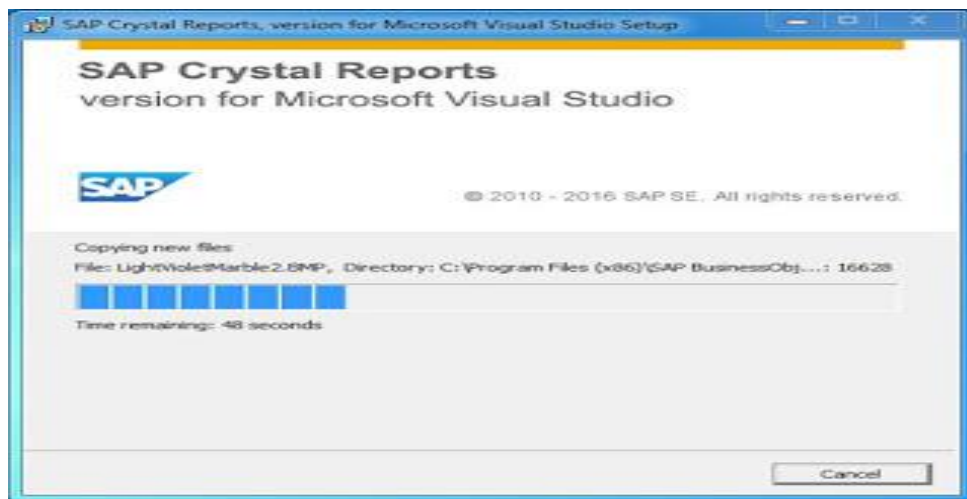 SAP Crystal Reports, version for Microsoft Visual Studio Setup
SAP Crystal Reports
version for Microsoft Visual Studio
SAP
© 2010 - 2016 SAP SE. All rights reserved.
Copying new files
File: LightVioletMarble2.BMP, Directory: C:\Program Files (x86)\SAP BusinessObj...: 16628
Time remaining: 48 seconds
Cancel